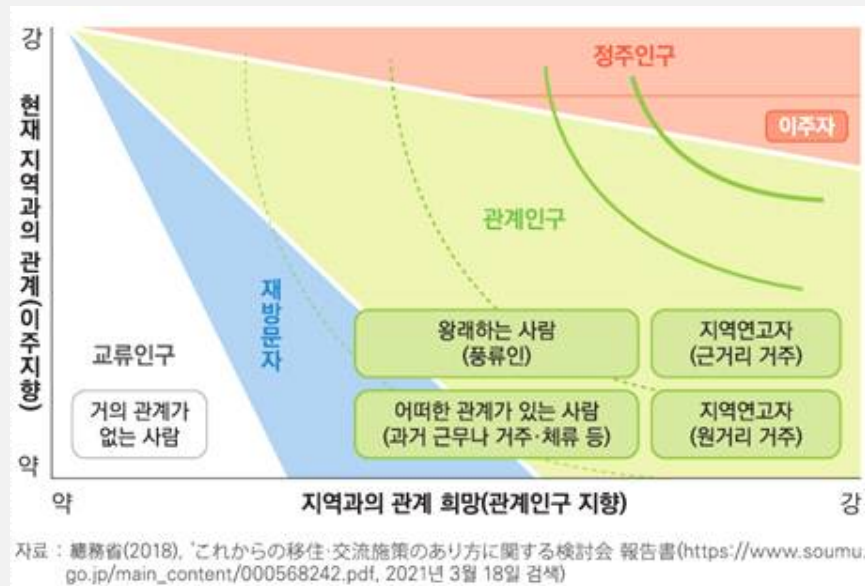 강
정주인구
이주자
현재 지역과의 관계(이주지향)
관계인구
재방문자
교류인구
왕래하는 사람
(풍류인)
지역연고자
(근거리 거주)
거의 관계가
없는 사람
어떠한 관계가 있는 사람
(과거 근무나 거주·체류 등)
지역연고자
(원거리 거주)
약
약
지역과의 관계 희망(관계인구 지향)
강
자료 : 總務省(2018), 「これからの移住·交流施策のあり方に関する検討会 報告書(https://www.soumu.
go.jp/main_content/000568242.pdf, 2021년 3월 18일 검색)